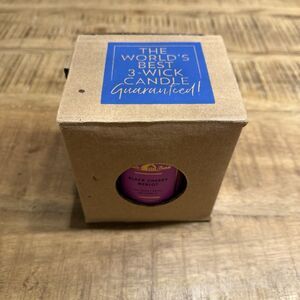 THE
WORLD'S
BEST
3-WICK
CANDLE
Guaranteed!
BLACK CHERRY
MERLOT